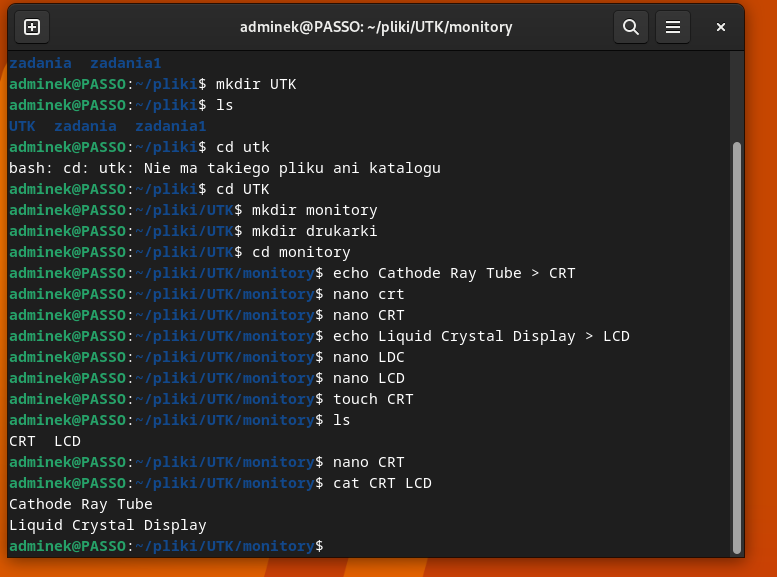 adminek@PASSO: ~/pliki/UTK/monitory
zadania  zadania1
adminek@PASSO:~/pliki$ mkdir UTK
adminek@PASSO:~/pliki$ ls
UTK  zadania  zadania1
adminek@PASSO:~/pliki$ cd utk
bash: cd: utk: Nie ma takiego pliku ani katalogu
adminek@PASSO:~/pliki$ cd UTK
adminek@PASSO:~/pliki/UTK$ mkdir monitory
adminek@PASSO:~/pliki/UTK$ mkdir drukarki
adminek@PASSO:~/pliki/UTK$ cd monitory
adminek@PASSO:~/pliki/UTK/monitory$ echo Cathode Ray Tube > CRT
adminek@PASSO:~/pliki/UTK/monitory$ nano crt
adminek@PASSO:~/pliki/UTK/monitory$ nano CRT
adminek@PASSO:~/pliki/UTK/monitory$ echo Liquid Crystal Display > LCD
adminek@PASSO:~/pliki/UTK/monitory$ nano LDC
adminek@PASSO:~/pliki/UTK/monitory$ nano LCD
adminek@PASSO:~/pliki/UTK/monitory$ touch CRT
adminek@PASSO:~/pliki/UTK/monitory$ ls
CRT  LCD
adminek@PASSO:~/pliki/UTK/monitory$ nano CRT
adminek@PASSO:~/pliki/UTK/monitory$ cat CRT LCD
Cathode Ray Tube
Liquid Crystal Display
adminek@PASSO:~/pliki/UTK/monitory$